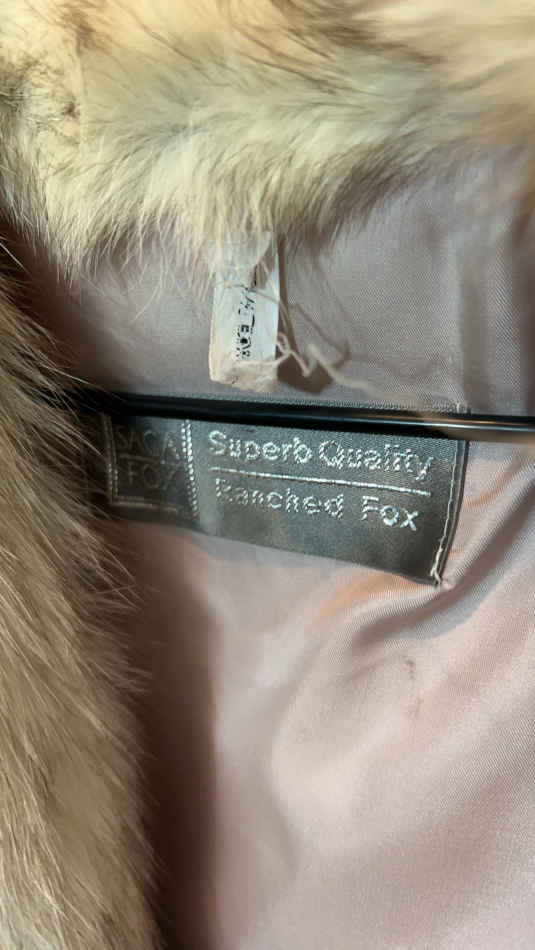 SAGA
FOX
Superb Quality
Ranched Fox